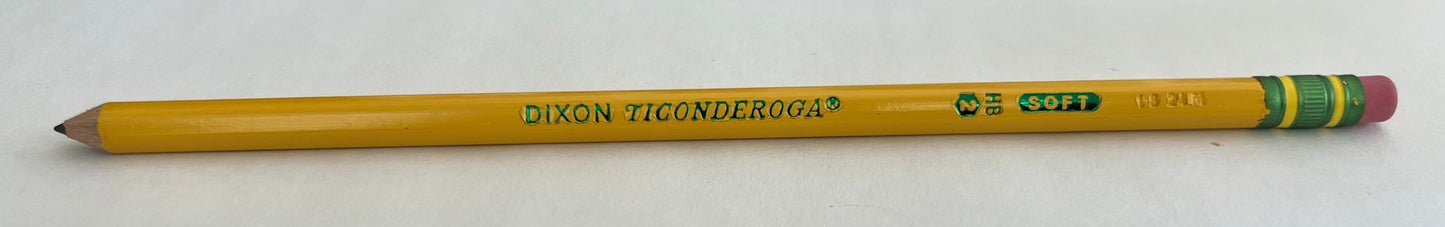 DIXON TICONDEROGA® 2 HB SOFT